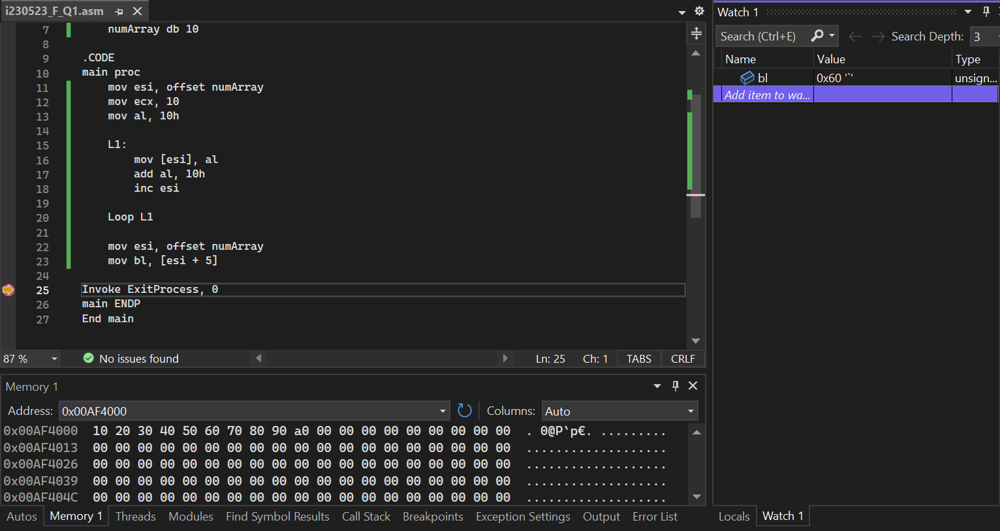 i230523_F_Q1.asm
7 numArray db 10
8
9 .CODE
10 main proc
11 mov esi, offset numArray
12 mov ecx, 10
13 mov al, 10h
14
15 L1:
16 mov [esi], al
17 add al, 10h
18 inc esi
19
20 Loop L1
21
22 mov esi, offset numArray
23 mov bl, [esi + 5]
24
25 Invoke ExitProcess, 0
26 main ENDP
27 End main
87 % No issues found Ln: 25 Ch: 1 TABS CRLF
Memory 1
Address: 0x00AF4000 Columns: Auto
0x00AF4000 10 20 30 40 50 60 70 80 90 a0 00 00 00 00 00 00 00 00 00 . 0@P`p€. .........
0x00AF4013 00 00 00 00 00 00 00 00 00 00 00 00 00 00 00 00 00 00 00 ...................
0x00AF4026 00 00 00 00 00 00 00 00 00 00 00 00 00 00 00 00 00 00 00 ...................
0x00AF4039 00 00 00 00 00 00 00 00 00 00 00 00 00 00 00 00 00 00 00 ...................
0x00AF404C 00 00 00 00 00 00 00 00 00 00 00 00 00 00 00 00 00 00 00 ...................
Autos Memory 1 Threads Modules Find Symbol Results Call Stack Breakpoints Exception Settings Output Error List
Watch 1
Search (Ctrl+E) Search Depth: 3
Name Value Type
bl 0x60 '`' unsign...
Add item to wa...
Locals Watch 1